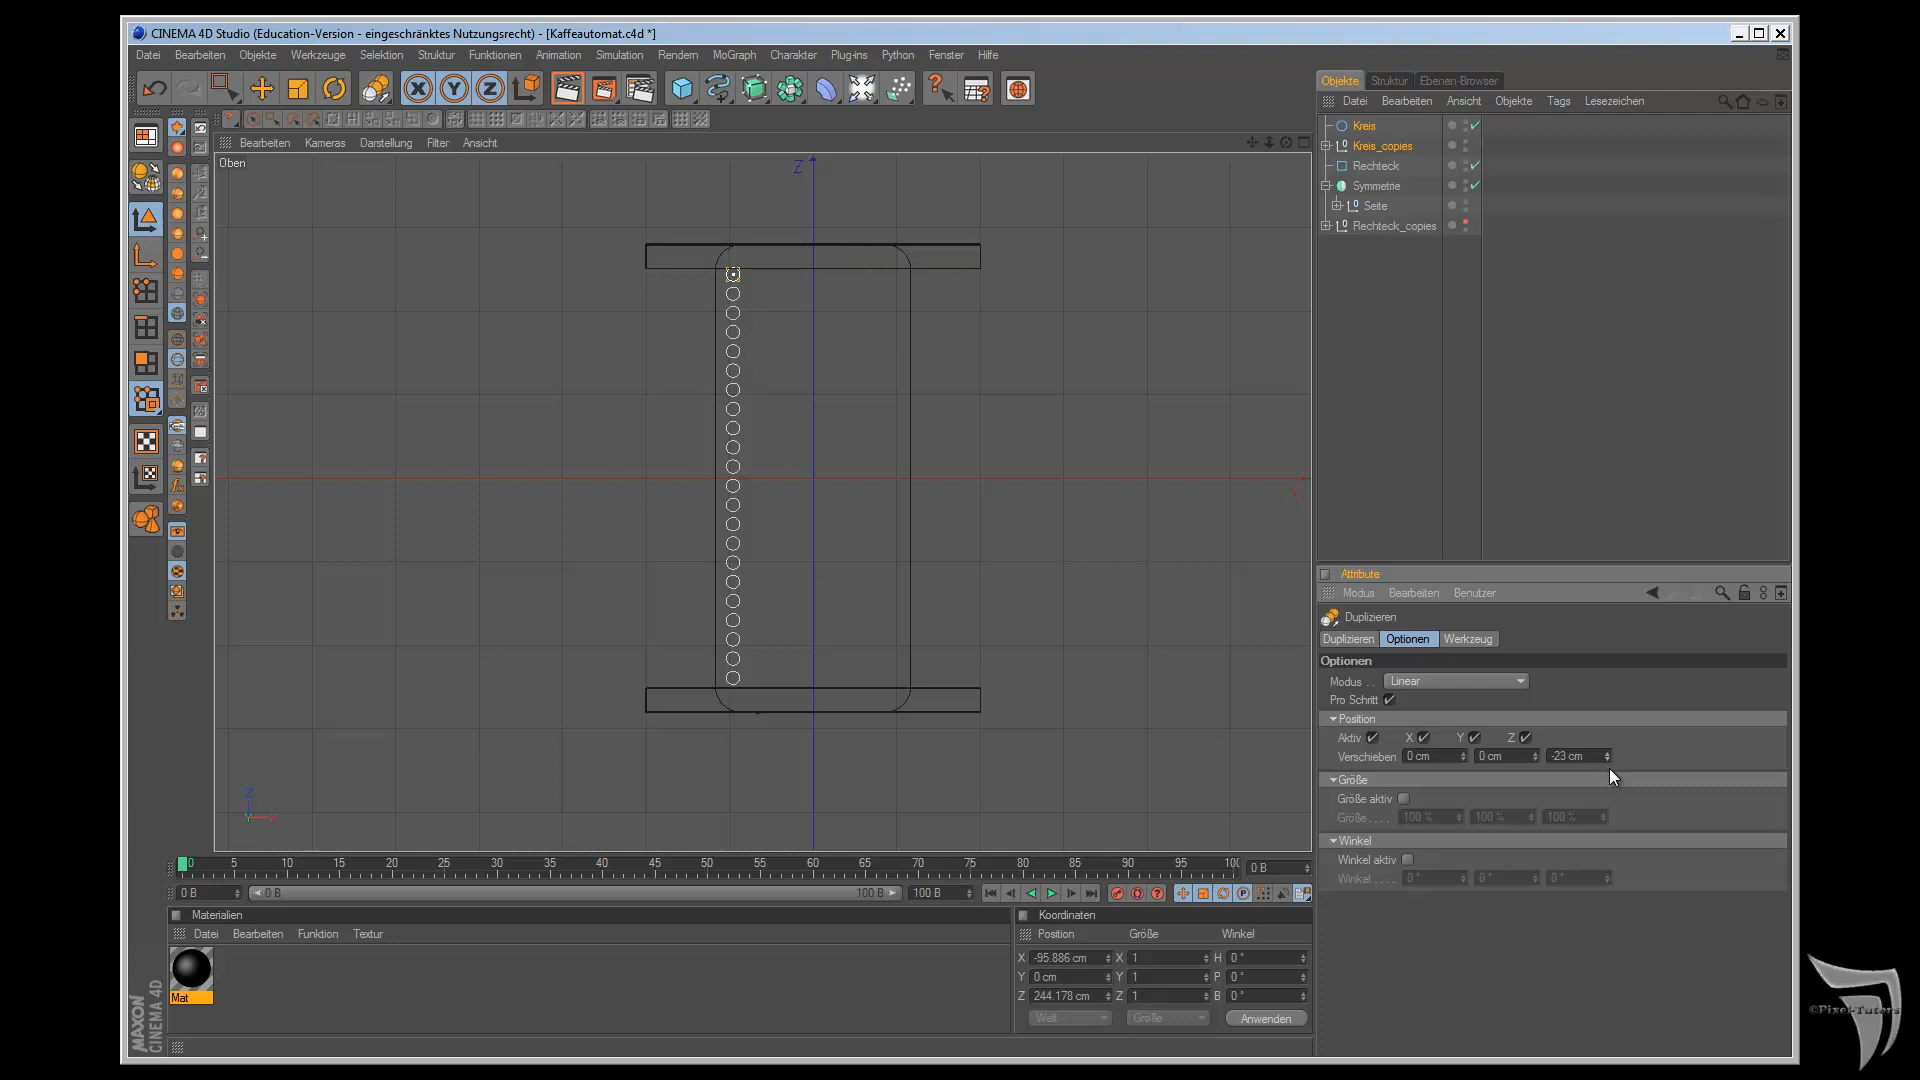 CINEMA 4D Studio (Education-Version - eingeschränktes Nutzungsrecht) - [Kaffeautomat.c4d *]
Datei Bearbeiten Objekte Werkzeuge Selektion Struktur Funktionen Animation Simulation Rendern MoGraph Charakter Plug-ins Python Fenster Hilfe
Objekte Struktur Ebenen-Browser
Datei Bearbeiten Ansicht Objekte Tags Lesezeichen
Kreis
Kreis_copies
Rechteck
Symmetrie
Seite
Rechteck_copies
Bearbeiten Kameras Darstellung Filter Ansicht
Oben
Z
Z
Y X
Attribute
Modus Bearbeiten Benutzer
Duplizieren
Duplizieren Optionen Werkzeug
Optionen
Modus . . Linear
Pro Schritt
Position
Aktiv X Y Z
Verschieben 0 cm 0 cm -23 cm
Größe
Größe aktiv
Größe. . . . 100 % 100 % 100 %
Winkel
Winkel aktiv
Winkel . . . . 0 ° 0 ° 0 °
0 5 10 15 20 25 30 35 40 45 50 55 60 65 70 75 80 85 90 95 100 0 B
0 B 0 B 100 B 100 B
Materialien
Datei Bearbeiten Funktion Textur
Mat
Koordinaten
Position Größe Winkel
X -95.886 cm X 1 H 0 °
Y 0 cm Y 1 P 0 °
Z 244.178 cm Z 1 B 0 °
Welt Größe Anwenden
MAXON
CINEMA 4D
©Pixel-Tutors